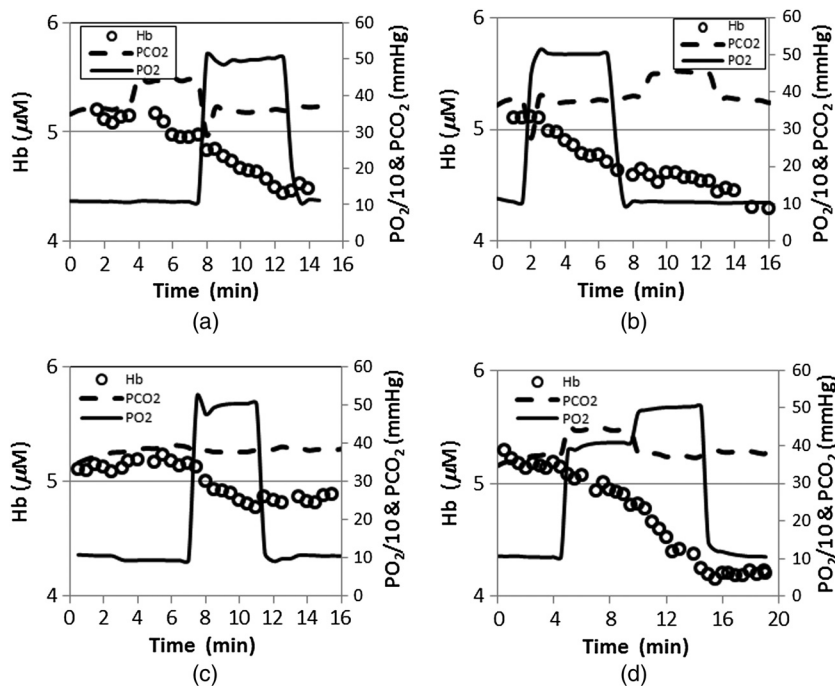 6
5
4
Hb (μM)
Hb
PCO2
PO2
60
50
40
30
20
10
0
PO₂/10 & PCO₂ (mmHg)
0 2 4 6 8 10 12 14 16
Time (min)
(a)
6
5
4
Hb (μM)
Hb
PCO2
PO2
60
50
40
30
20
10
0
PO₂/10 & PCO₂ (mmHg)
0 2 4 6 8 10 12 14 16
Time (min)
(b)
6
5
4
Hb (μM)
Hb
PCO2
PO2
60
50
40
30
20
10
0
PO₂/10 & PCO₂ (mmHg)
0 2 4 6 8 10 12 14 16
Time (min)
(c)
6
5
4
Hb (μM)
Hb
PCO2
PO2
60
50
40
30
20
10
0
PO₂/10 & PCO₂ (mmHg)
0 4 8 12 16 20
Time (min)
(d)